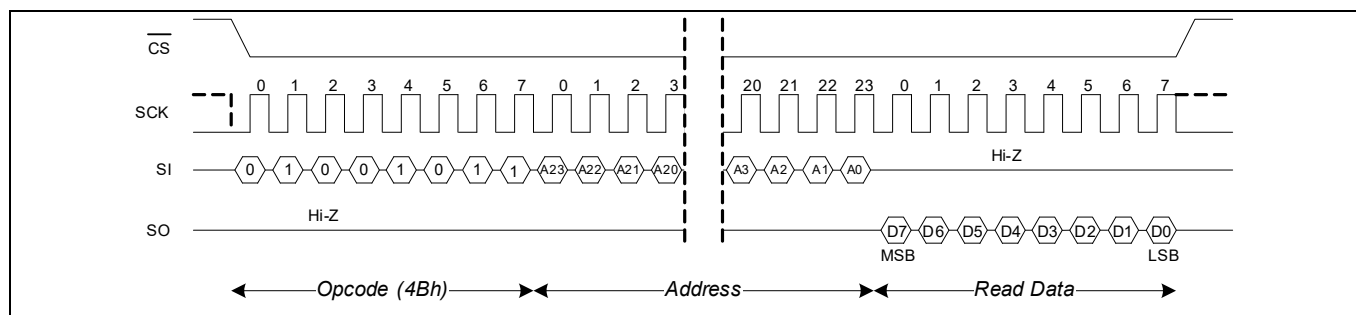 CS
0 1 2 3 4 5 6 7 0 1 2 3 20 21 22 23 0 1 2 3 4 5 6 7
SCK
Hi-Z
SI 0 1 0 0 1 0 1 1 A23 A22 A21 A20 A3 A2 A1 A0
Hi-Z
SO D7 D6 D5 D4 D3 D2 D1 D0
MSB LSB
Opcode (4Bh) Address Read Data